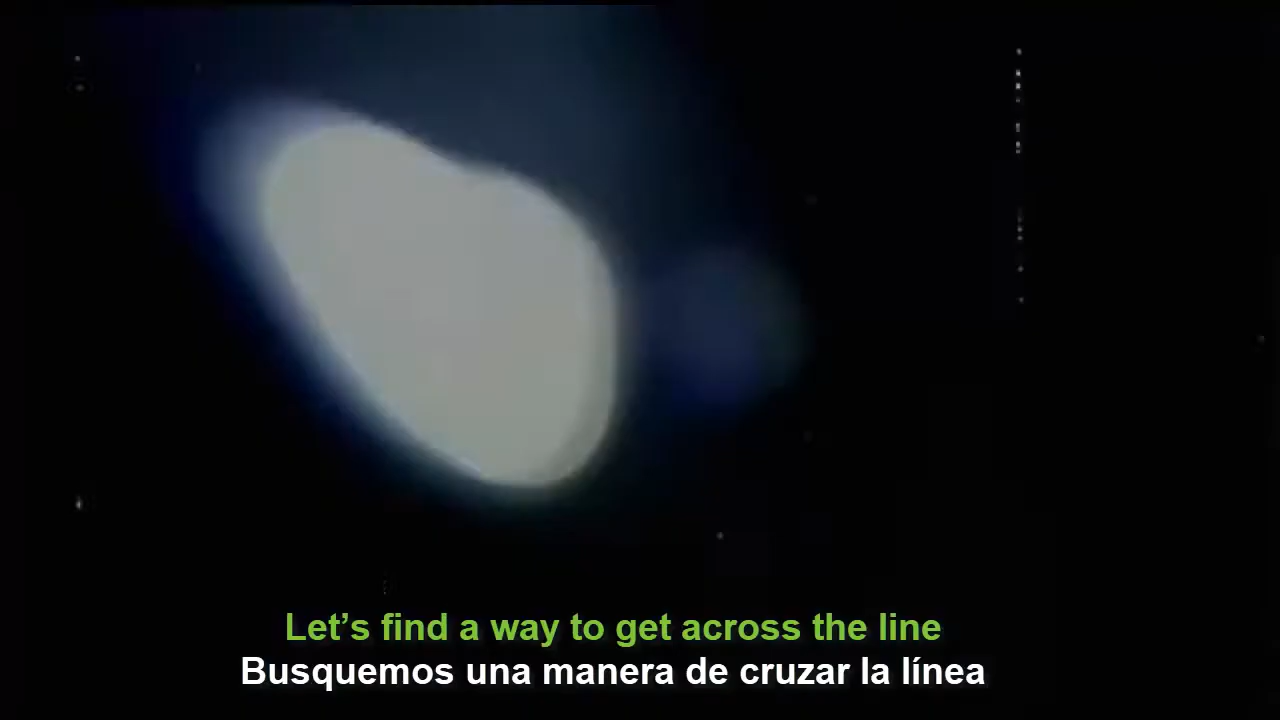 Let’s find a way to get across the line
Busquemos una manera de cruzar la línea